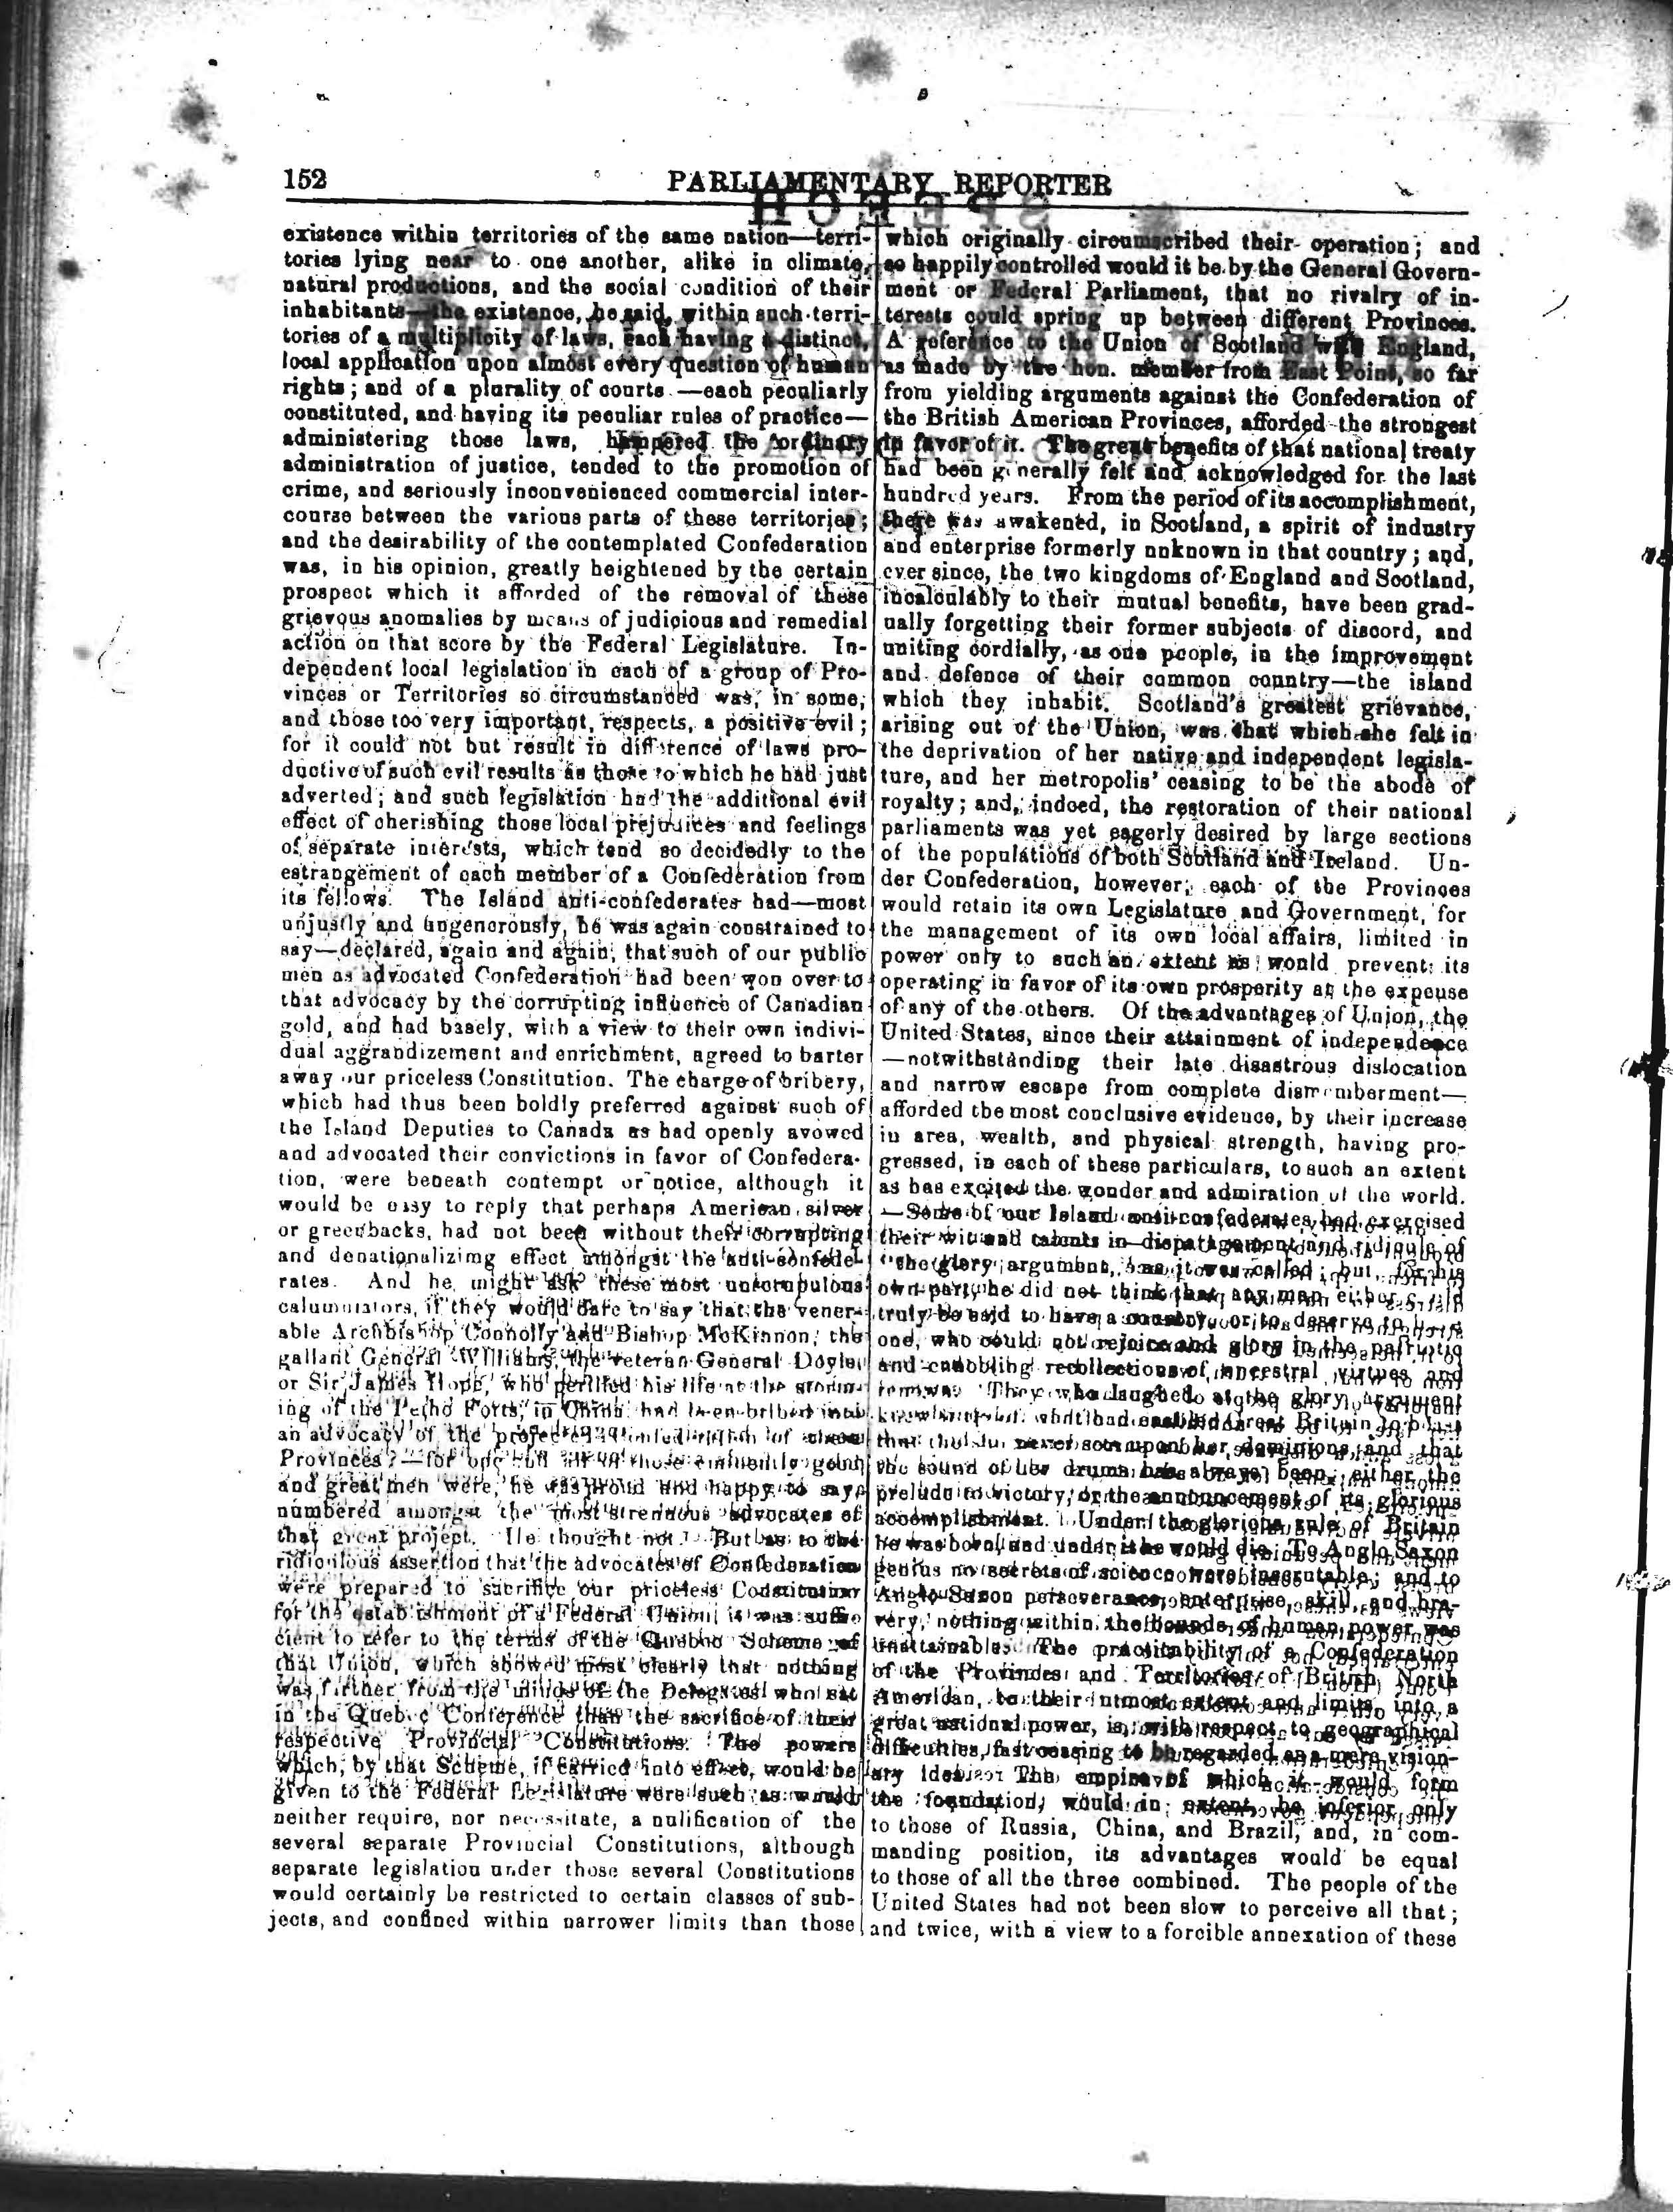 152
PARLIAMENTARY REPORTER
existence within territories of the same nation—terri-
tories lying near to one another, alike in climate,
natural productions, and the social condition of their
inhabitants—the existence, he said, within such terri-
tories of a multiplicity of laws, each having a distinct,
local application upon almost every question of human
rights; and of a plurality of courts—each peculiarly
constituted, and having its peculiar rules of practice—
administering those laws, hampered the ordinary
administration of justice, tended to the promotion of
crime, and seriously inconvenienced commercial inter-
course between the various parts of these territories;
and the desirability of the contemplated Confederation
was, in his opinion, greatly heightened by the certain
prospect which it afforded of the removal of these
grievous anomalies by means of judicious and remedial
action on that score by the Federal Legislature. In-
dependent local legislation in each of a group of Pro-
vinces or Territories so circumstanced was, in some,
and those too very important, respects, a positive evil;
for it could not but result in difference of laws pro-
ductive of such evil results as those to which he had just
adverted; and such legislation had the additional evil
effect of cherishing those local prejudices and feelings
of separate interests, which tend so decidedly to the
estrangement of each member of a Confederation from
its fellows. The Island anti-confederates had—most
unjustly and ungenerously, he was again constrained to
say—declared, again and again, that such of our public
men as advocated Confederation had been won over to
that advocacy by the corrupting influence of Canadian
gold, and had basely, with a view to their own indivi-
dual aggrandizement and enrichment, agreed to barter
away our priceless Constitution. The charge of bribery,
which had thus been boldly preferred against such of
the Island Deputies to Canada as had openly avowed
and advocated their convictions in favor of Confedera-
tion, were beneath contempt or notice, although it
would be easy to reply that perhaps American silver
or greenbacks, had not been without their corrupting
and denationalizimg effect amongst the anti-confede-
rates. And he might ask these most unscrupulous
calumniators, if they would dare to say that the vener-
able Archbishop Connolly and Bishop McKinnon, the
gallant General Williams, the veteran General Doyle,
or Sir James Hope, who perilled his life at the storm-
ing of the Peiho Forts, in China had been bribed into
an advocacy of the project of Confederation of these
Provinces?—for one and all of those eminently good
and great men were, he was proud and happy to say,
numbered amongst the most strenuous advocates of
that great project. He thought not. But as to the
ridiculous assertion that the advocates of Confederation
were prepared to sacrifice our priceless Constitution
for the establishment of a Federal Union, it was suffi-
cient to refer to the terms of the Quebec Scheme of
that Union, which showed most clearly that nothing
was further from the minds of the Delegates who sat
in the Quebec Conference than the sacrifice of their
respective Provincial Constitutions. The powers
which, by that Scheme, if carried into effect, would be
given to the Federal Legislature were such as would
neither require, nor necessitate, a nulification of the
several separate Provincial Constitutions, although
separate legislation under those several Constitutions
would certainly be restricted to certain classes of sub-
jects, and confined within narrower limits than those
which originally circumscribed their operation; and
so happily controlled would it be by the General Govern-
ment or Federal Parliament, that no rivalry of in-
terests could spring up between different Provinces.
A reference to the Union of Scotland with England,
as made by the hon. member from East Point, so far
from yielding arguments against the Confederation of
the British American Provinces, afforded the strongest
in favor of it. The great benefits of that national treaty
had been generally felt and acknowledged for the last
hundred years. From the period of its accomplishment,
there was awakened, in Scotland, a spirit of industry
and enterprise formerly nnknown in that country; and,
ever since, the two kingdoms of England and Scotland,
incalculably to their mutual benefits, have been grad-
ually forgetting their former subjects of discord, and
uniting cordially, as one people, in the improvement
and defence of their common country—the island
which they inhabit. Scotland's greatest grievance,
arising out of the Union, was that which she felt in
the deprivation of her native and independent legisla-
ture, and her metropolis' ceasing to be the abode of
royalty; and, indeed, the restoration of their national
parliaments was yet eagerly desired by large sections
of the populations of both Scotland and Ireland. Un-
der Confederation, however, each of the Provinces
would retain its own Legislature and Government, for
the management of its own local affairs, limited in
power only to such an extent as would prevent its
operating in favor of its own prosperity at the expense
of any of the others. Of the advantages of Union, the
United States, since their attainment of independence
—notwithstanding their late disastrous dislocation
and narrow escape from complete dismemberment—
afforded the most conclusive evidence, by their increase
in area, wealth, and physical strength, having pro-
gressed, in each of these particulars, to such an extent
as has excited the wonder and admiration of the world.
—Some of our Island anti-confederates had exercised
their wit and talents in disparagement and ridicule of
"the glory argument," as it was called; but, for his
own part, he did not think that any man either could
truly be said to have a country, or to deserve to have
one, who could not rejoice and glory in the patriotic
and ennobling recollections of ancestral virtues and
They who laughed at the glory argument
what had enabled Great Britain to
that the sun never sets upon her dominions, and that
the sound of her drums has always been either the
prelude to victory, or the announcement of its glorious
accomplishment. Under the glorious rule of Britain
he was born, and under it he would die. To Anglo Saxon
genius no secrets of science were inscrutable; and to
Anglo-Saxon perseverance, enterprise, skill, and bra-
very, nothing within the bounds of human power was
unattainable. The practicability of a Confederation
of the Provinces and Territories of British North
American, to their utmost extent and limits, into a
great national power, is, with respect to geographical
difficulties, fast ceasing to be regarded as a mere vision-
ary idea. The empire of which it would form
the foundation, would in extent, be inferior only
to those of Russia, China, and Brazil, and, in com-
manding position, its advantages would be equal
to those of all the three combined. The people of the
United States had not been slow to perceive all that;
and twice, with a view to a forcible annexation of these